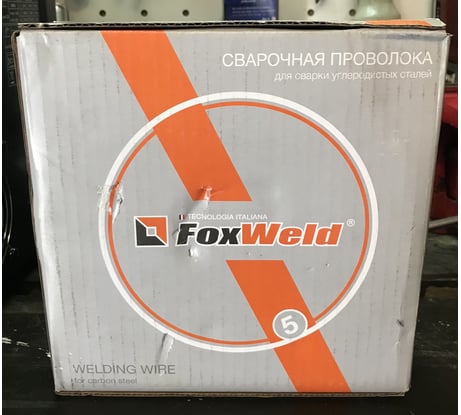 СВАРОЧНАЯ ПРОВОЛОКА
для сварки углеродистых сталей
TECNOLOGIA ITALIANA
FoxWeld®
5
WELDING WIRE
for carbon steel